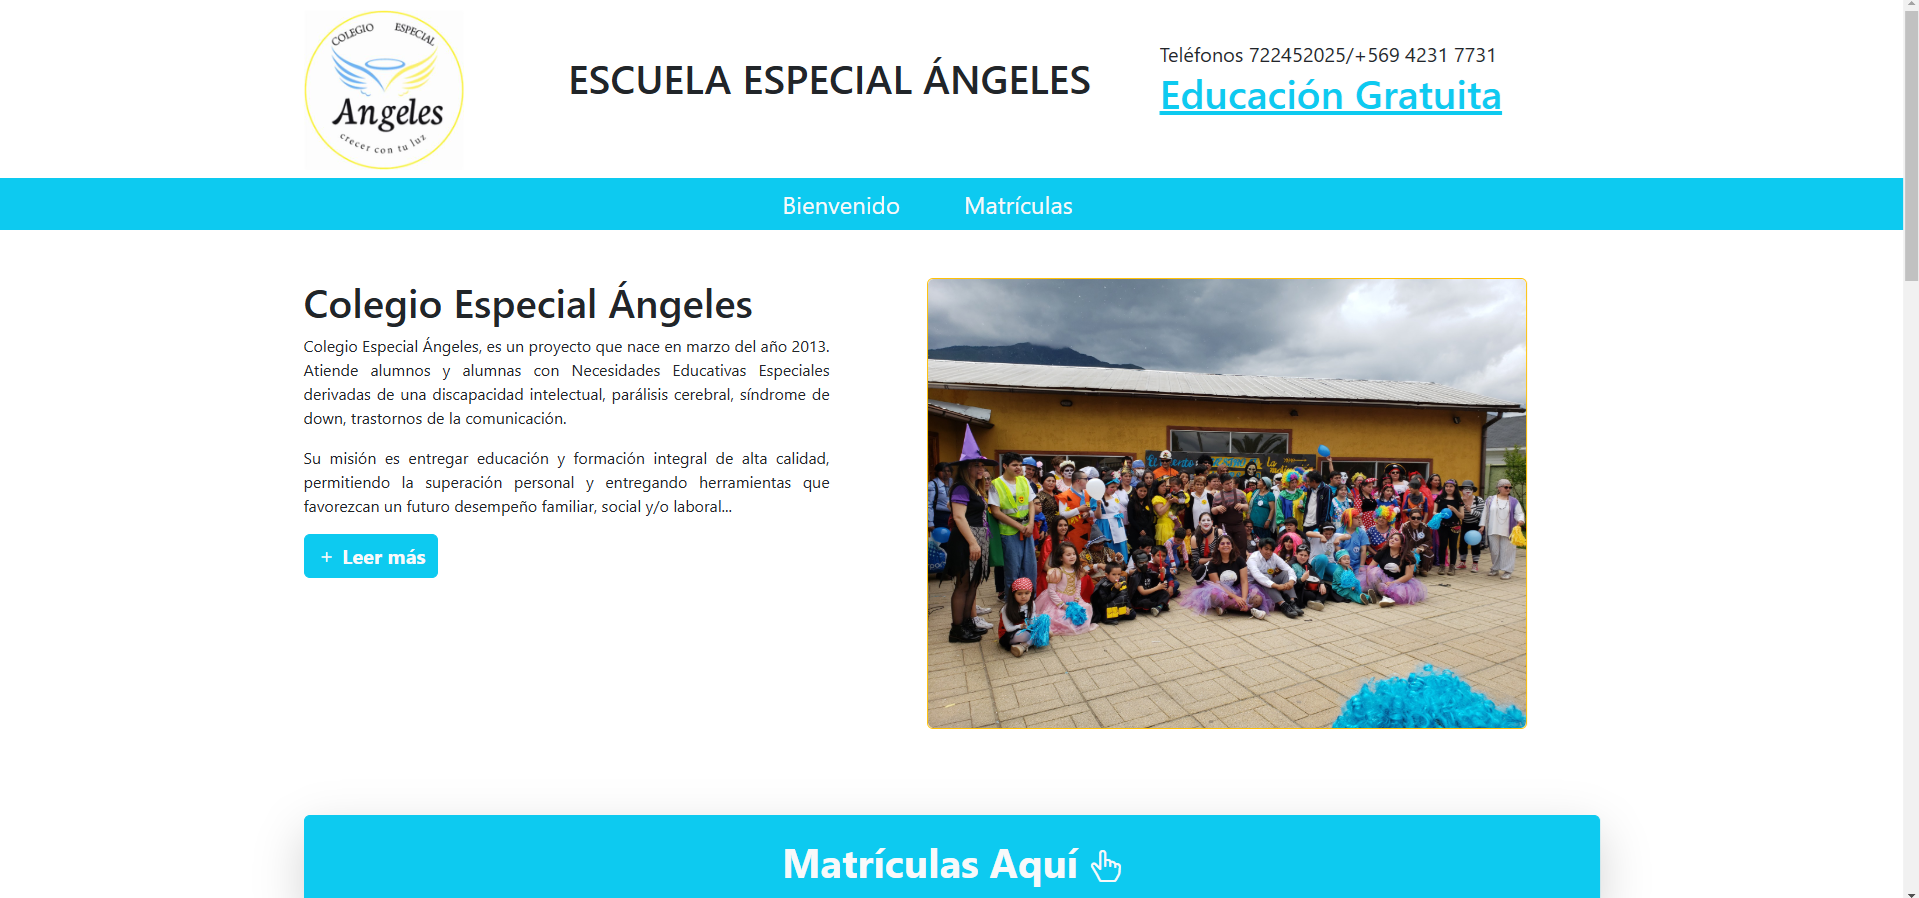 COLEGIO ESPECIAL
Angeles
crecer con tu luz
ESCUELA ESPECIAL ÁNGELES
Teléfonos 722452025/+569 4231 7731
Educación Gratuita
Bienvenido Matrículas
Colegio Especial Ángeles
Colegio Especial Ángeles, es un proyecto que nace en marzo del año 2013.
Atiende alumnos y alumnas con Necesidades Educativas Especiales
derivadas de una discapacidad intelectual, parálisis cerebral, síndrome de
down, trastornos de la comunicación.
Su misión es entregar educación y formación integral de alta calidad,
permitiendo la superación personal y entregando herramientas que
favorezcan un futuro desempeño familiar, social y/o laboral...
+ Leer más
Matrículas Aquí